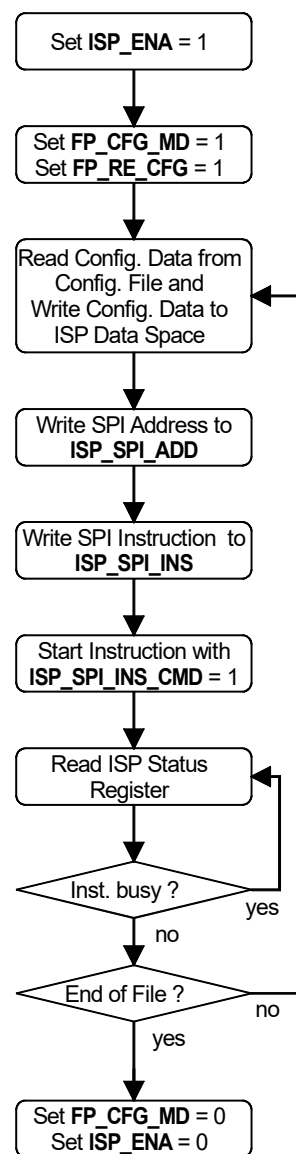 Set ISP_ENA = 1
Set FP_CFG_MD = 1
Set FP_RE_CFG = 1
Read Config. Data from
Config. File and
Write Config. Data to
ISP Data Space
Write SPI Address to
ISP_SPI_ADD
Write SPI Instruction to
ISP_SPI_INS
Start Instruction with
ISP_SPI_INS_CMD = 1
Read ISP Status
Register
Inst. busy ?
yes
no
End of File ?
no
yes
Set FP_CFG_MD = 0
Set ISP_ENA = 0